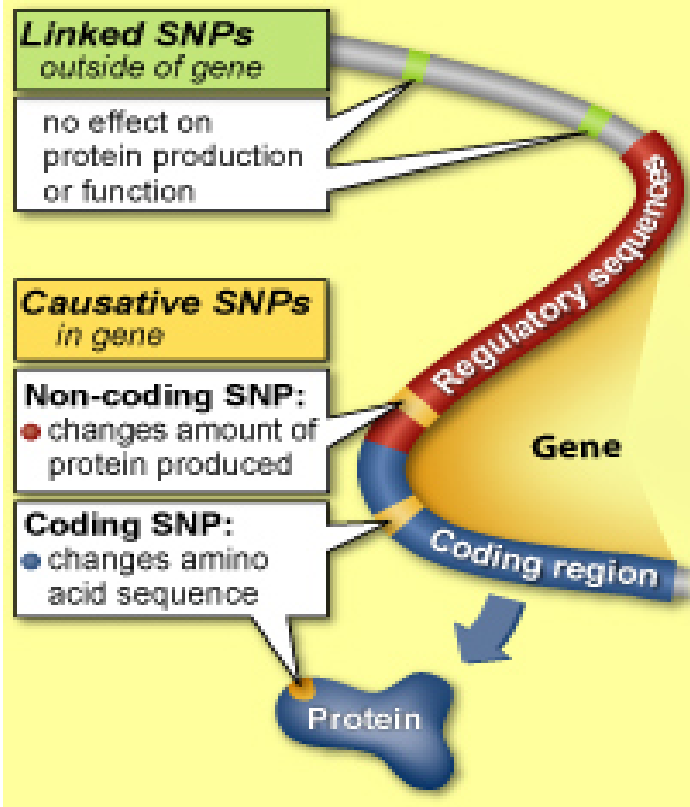 Linked SNPs
outside of gene
no effect on
protein production
or function
Regulatory sequences
Causative SNPs
in gene
Non-coding SNP:
changes amount of
protein produced
Gene
Coding SNP:
changes amino
acid sequence
Coding region
Protein